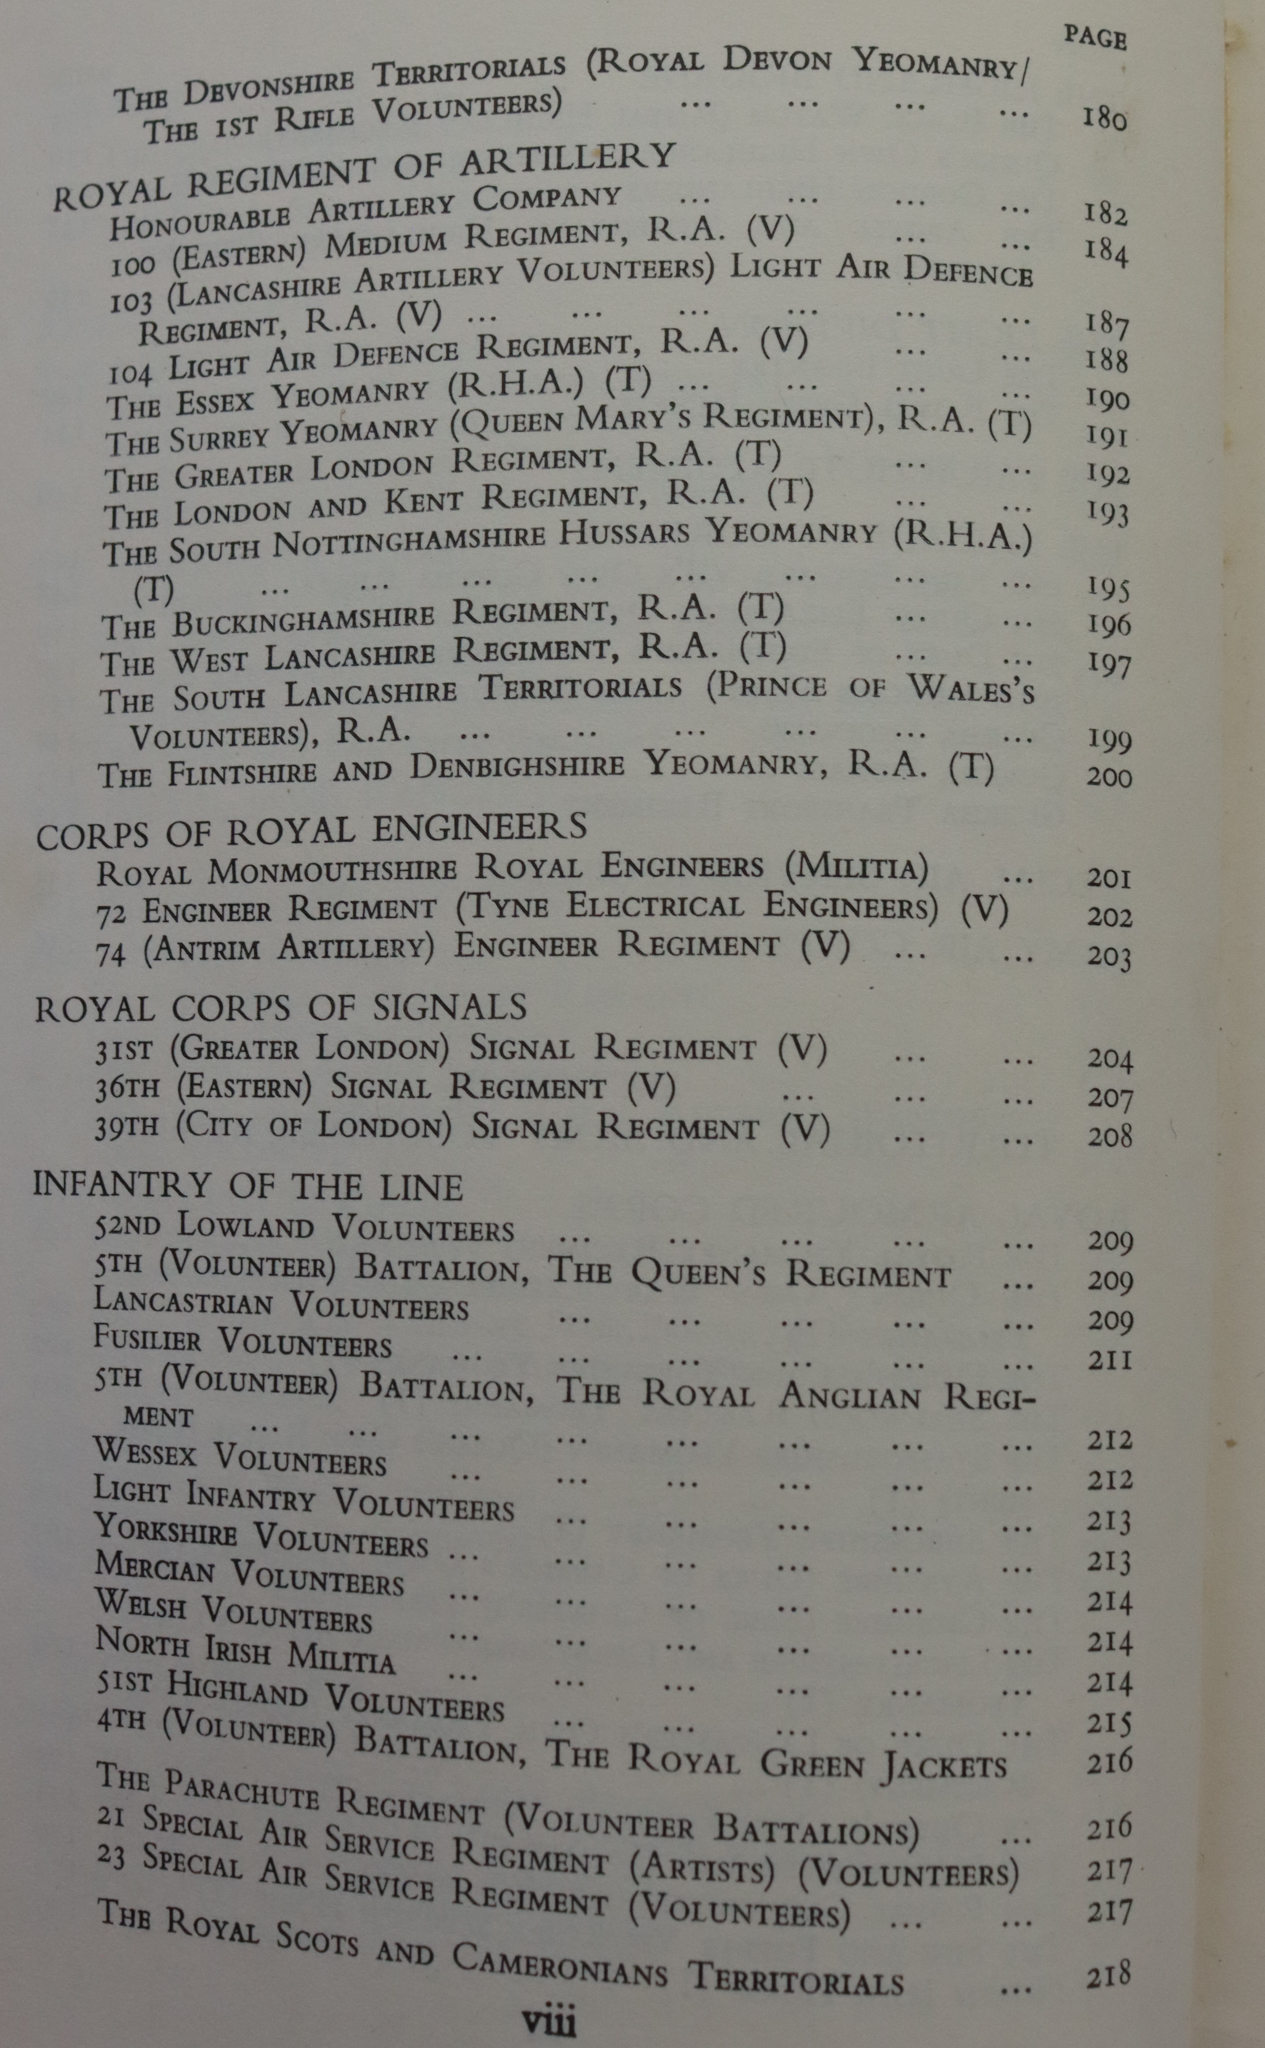 PAGE
THE DEVONSHIRE TERRITORIALS (ROYAL DEVON YEOMANRY/
THE 1ST RIFLE VOLUNTEERS) ... ... ... ... 180
ROYAL REGIMENT OF ARTILLERY
HONOURABLE ARTILLERY COMPANY ... ... ... ... 182
100 (EASTERN) MEDIUM REGIMENT, R.A. (V) ... ... 184
103 (LANCASHIRE ARTILLERY VOLUNTEERS) LIGHT AIR DEFENCE
REGIMENT, R.A. (V) ... ... ... ... ... ... 187
104 LIGHT AIR DEFENCE REGIMENT, R.A. (V) ... ... 188
THE ESSEX YEOMANRY (R.H.A.) (T) ... ... ... ... 190
THE SURREY YEOMANRY (QUEEN MARY'S REGIMENT), R.A. (T) 191
THE GREATER LONDON REGIMENT, R.A. (T) ... ... 192
THE LONDON AND KENT REGIMENT, R.A. (T) ... ... 193
THE SOUTH NOTTINGHAMSHIRE HUSSARS YEOMANRY (R.H.A.)
(T) ... ... ... ... ... ... ... ... 195
THE BUCKINGHAMSHIRE REGIMENT, R.A. (T) ... ... 196
THE WEST LANCASHIRE REGIMENT, R.A. (T) ... ... 197
THE SOUTH LANCASHIRE TERRITORIALS (PRINCE OF WALES'S
VOLUNTEERS), R.A. ... ... ... ... ... ... 199
THE FLINTSHIRE AND DENBIGHSHIRE YEOMANRY, R.A. (T) 200
CORPS OF ROYAL ENGINEERS
ROYAL MONMOUTHSHIRE ROYAL ENGINEERS (MILITIA) ... 201
72 ENGINEER REGIMENT (TYNE ELECTRICAL ENGINEERS) (V) 202
74 (ANTRIM ARTILLERY) ENGINEER REGIMENT (V) ... ... 203
ROYAL CORPS OF SIGNALS
31ST (GREATER LONDON) SIGNAL REGIMENT (V) ... ... 204
36TH (EASTERN) SIGNAL REGIMENT (V) ... ... ... 207
39TH (CITY OF LONDON) SIGNAL REGIMENT (V) ... ... 208
INFANTRY OF THE LINE
52ND LOWLAND VOLUNTEERS ... ... ... ... ... 209
5TH (VOLUNTEER) BATTALION, THE QUEEN'S REGIMENT ... 209
LANCASTRIAN VOLUNTEERS ... ... ... ... ... 209
FUSILIER VOLUNTEERS ... ... ... ... ... ... 211
5TH (VOLUNTEER) BATTALION, THE ROYAL ANGLIAN REGI-
MENT ... ... ... ... ... ... ... ... 212
WESSEX VOLUNTEERS ... ... ... ... ... ... 212
LIGHT INFANTRY VOLUNTEERS ... ... ... ... ... 213
YORKSHIRE VOLUNTEERS ... ... ... ... ... ... 213
MERCIAN VOLUNTEERS ... ... ... ... ... ... 214
WELSH VOLUNTEERS ... ... ... ... ... ... 214
NORTH IRISH MILITIA ... ... ... ... ... ... 214
51ST HIGHLAND VOLUNTEERS ... ... ... ... ... 215
4TH (VOLUNTEER) BATTALION, THE ROYAL GREEN JACKETS 216
THE PARACHUTE REGIMENT (VOLUNTEER BATTALIONS) ... 216
21 SPECIAL AIR SERVICE REGIMENT (ARTISTS) (VOLUNTEERS) 217
23 SPECIAL AIR SERVICE REGIMENT (VOLUNTEERS) ... ... 217
THE ROYAL SCOTS AND CAMERONIANS TERRITORIALS ... 218
viii